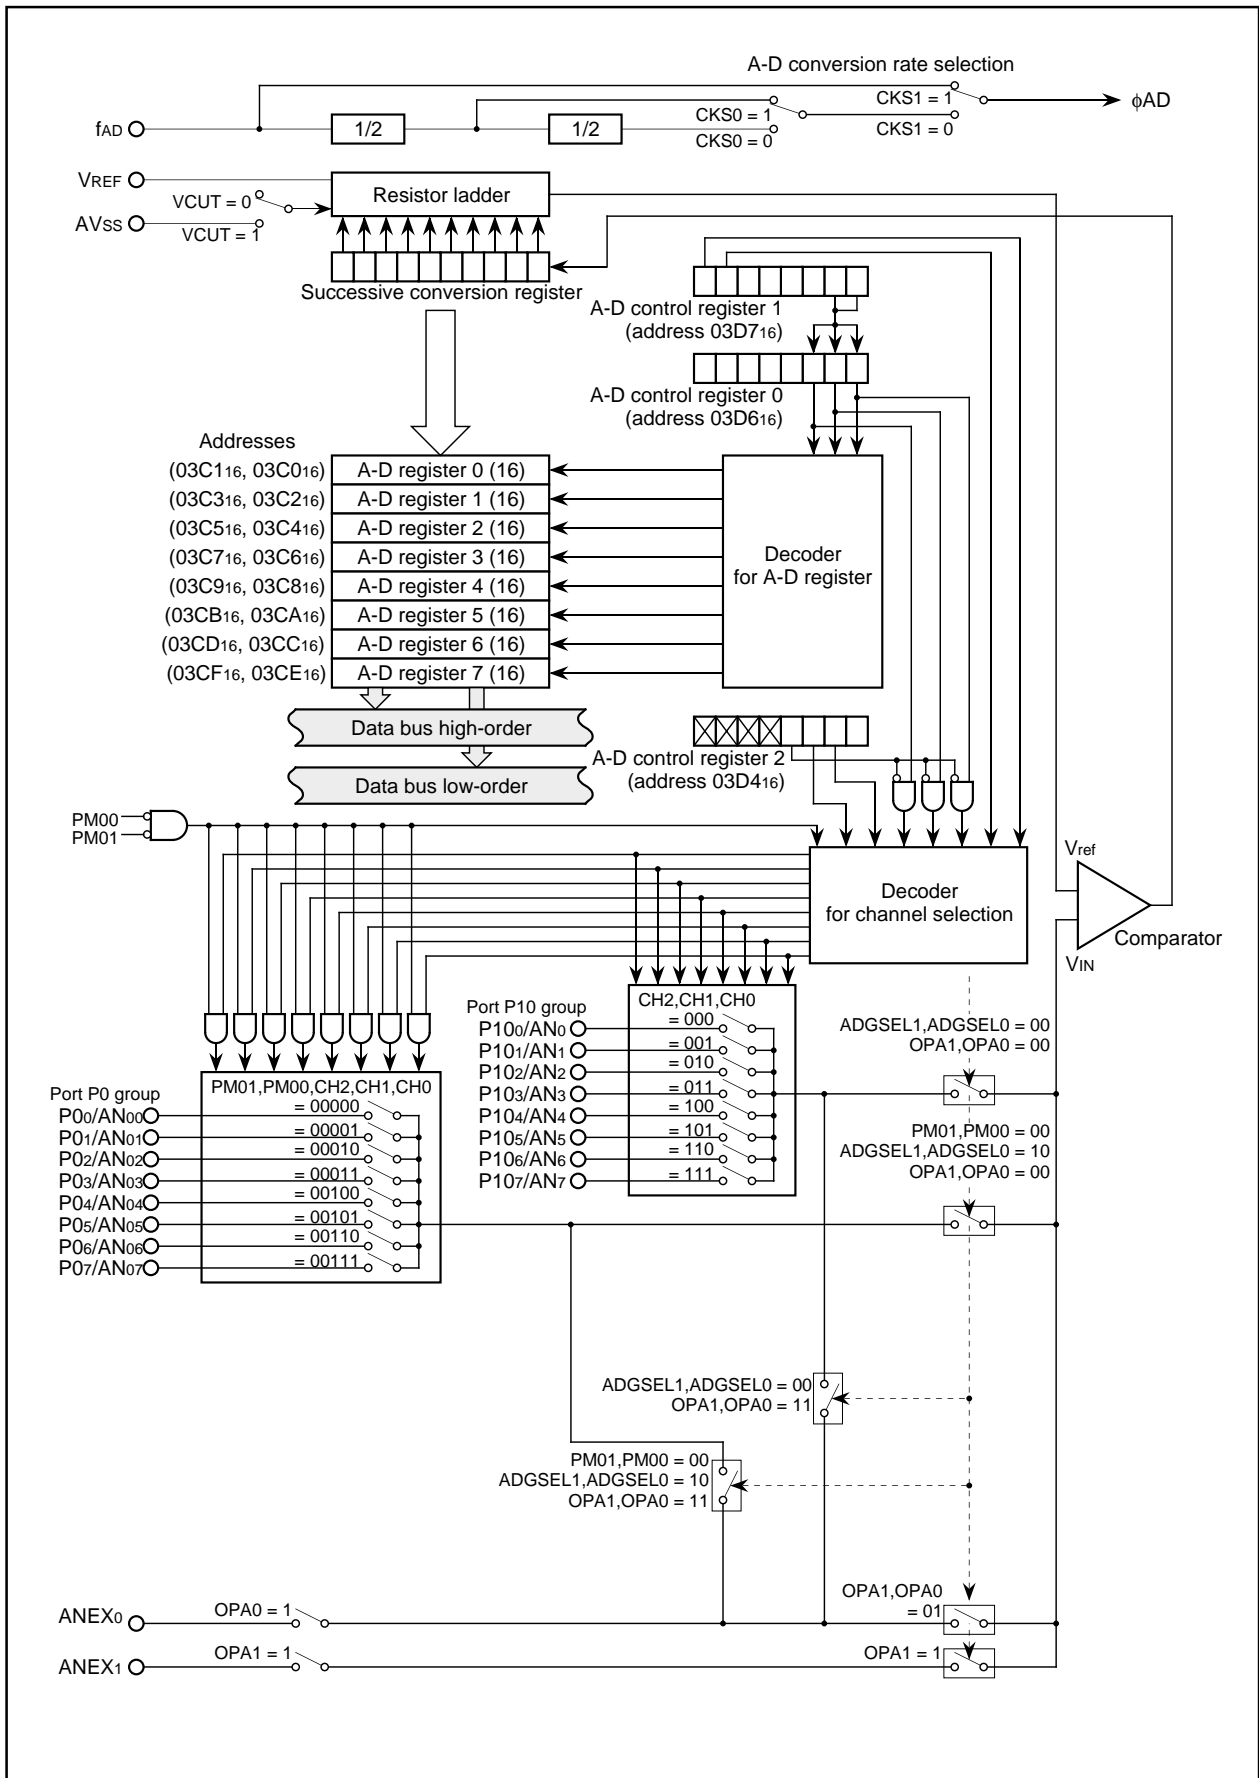 A-D conversion rate selection
CKS1 = 1
φAD
CKS0 = 1
fAD
1/2
1/2
CKS0 = 0
CKS1 = 0
VREF
Resistor ladder
VCUT = 0
AVSS
VCUT = 1
Successive conversion register
A-D control register 1
(address 03D716)
A-D control register 0
(address 03D616)
Addresses
(03C116, 03C016) A-D register 0 (16)
(03C316, 03C216) A-D register 1 (16)
(03C516, 03C416) A-D register 2 (16)
(03C716, 03C616) A-D register 3 (16)
(03C916, 03C816) A-D register 4 (16)
(03CB16, 03CA16) A-D register 5 (16)
(03CD16, 03CC16) A-D register 6 (16)
(03CF16, 03CE16) A-D register 7 (16)
Decoder
for A-D register
Data bus high-order
Data bus low-order
A-D control register 2
(address 03D416)
PM00
PM01
Decoder
for channel selection
Vref
Comparator
VIN
Port P10 group
CH2,CH1,CH0
P100/AN0 = 000
P101/AN1 = 001
P102/AN2 = 010
P103/AN3 = 011
P104/AN4 = 100
P105/AN5 = 101
P106/AN6 = 110
P107/AN7 = 111
ADGSEL1,ADGSEL0 = 00
OPA1,OPA0 = 00
Port P0 group
PM01,PM00,CH2,CH1,CH0
P00/AN00 = 00000
P01/AN01 = 00001
P02/AN02 = 00010
P03/AN03 = 00011
P04/AN04 = 00100
P05/AN05 = 00101
P06/AN06 = 00110
P07/AN07 = 00111
PM01,PM00 = 00
ADGSEL1,ADGSEL0 = 10
OPA1,OPA0 = 00
ADGSEL1,ADGSEL0 = 00
OPA1,OPA0 = 11
PM01,PM00 = 00
ADGSEL1,ADGSEL0 = 10
OPA1,OPA0 = 11
ANEX0
OPA0 = 1
OPA1,OPA0
= 01
ANEX1
OPA1 = 1
OPA1 = 1